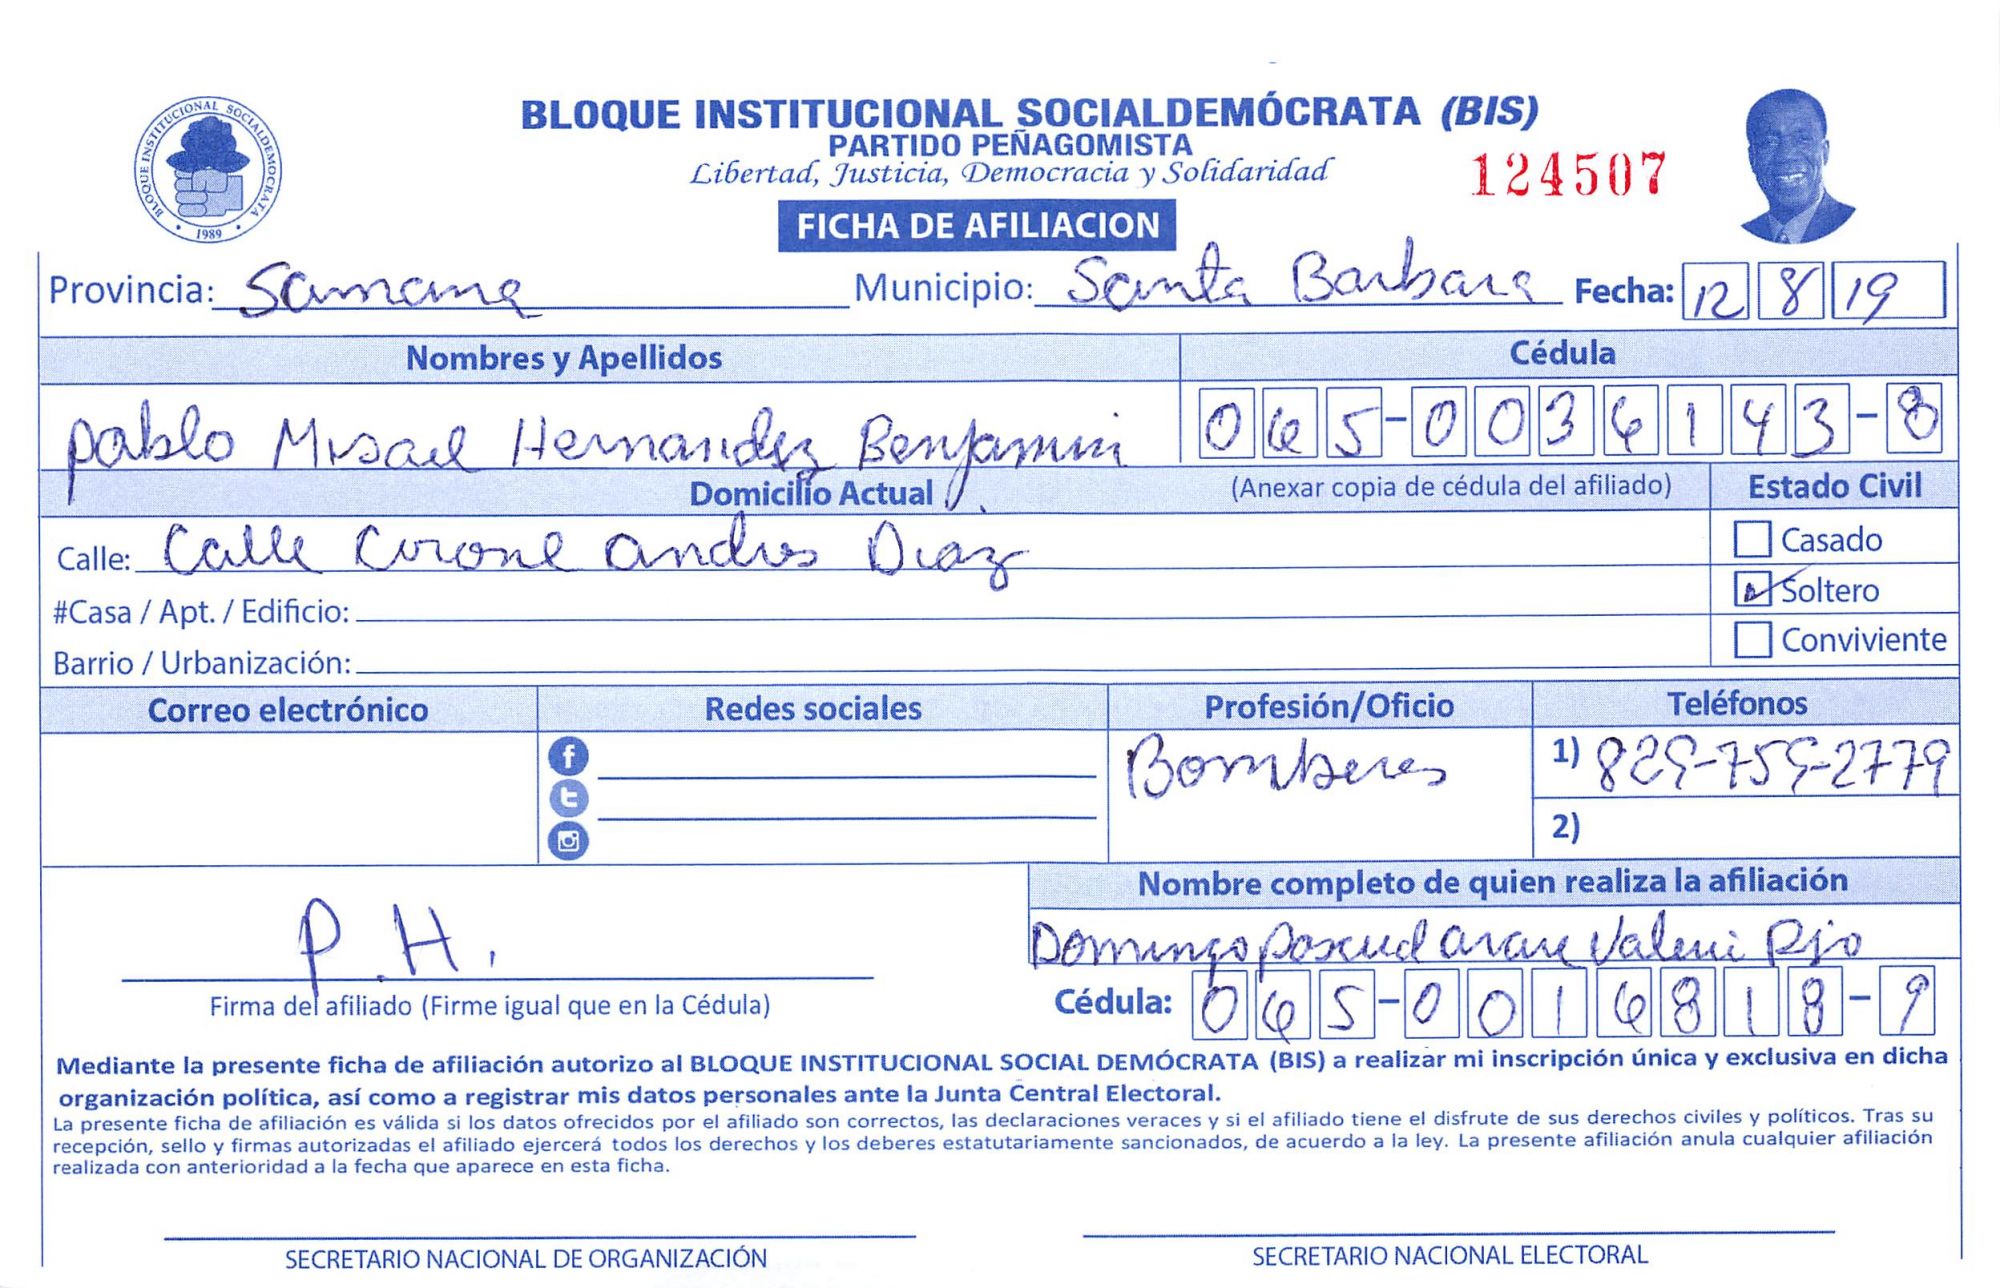 BLOQUE INSTITUCIONAL SOCIALDEMÓCRATA (BIS)
PARTIDO PEÑAGOMISTA
Libertad, Justicia, Democracia y Solidaridad
124507
BLOQUE INSTITUCIONAL SOCIALDEMOCRATA
1989
FICHA DE AFILIACION
Provincia: Samana Municipio: Santa Barbara Fecha: 12 8 19
Nombres y Apellidos Cédula
Pablo Misael Hernandez Benjamin 065-0036143-8
Domicilio Actual (Anexar copia de cédula del afiliado) Estado Civil
Calle: Calle Corone Andres Diaz
Casado
Soltero
#Casa / Apt. / Edificio:
Conviviente
Barrio / Urbanización:
Correo electrónico Redes sociales Profesión/Oficio Teléfonos
Bomberos 1) 829-759-2779
2)
Nombre completo de quien realiza la afiliación
Domingo
P. H.
Firma del afiliado (Firme igual que en la Cédula)
Cédula: 065-0016818-9
Mediante la presente ficha de afiliación autorizo al BLOQUE INSTITUCIONAL SOCIAL DEMÓCRATA (BIS) a realizar mi inscripción única y exclusiva en dicha
organización política, así como a registrar mis datos personales ante la Junta Central Electoral.
La presente ficha de afiliación es válida si los datos ofrecidos por el afiliado son correctos, las declaraciones veraces y si el afiliado tiene el disfrute de sus derechos civiles y políticos. Tras su
recepción, sello y firmas autorizadas el afiliado ejercerá todos los derechos y los deberes estatutariamente sancionados, de acuerdo a la ley. La presente afiliación anula cualquier afiliación
realizada con anterioridad a la fecha que aparece en esta ficha.
SECRETARIO NACIONAL DE ORGANIZACIÓN SECRETARIO NACIONAL ELECTORAL